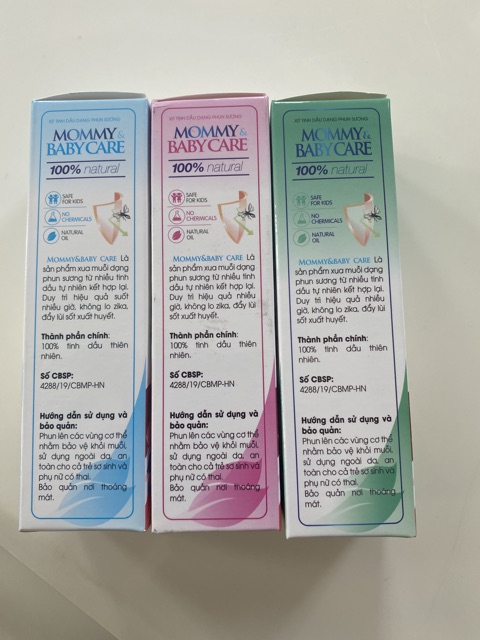 XỊT TINH DẦU DẠNG PHUN SƯƠNG
MOMMY &
BABY CARE
100% natural
SAFE
FOR KIDS
NO
CHERMICALS
NATURAL
OIL
MOMMY&BABY CARE Là
sản phẩm xua muỗi dạng
phun sương từ nhiều tinh
dầu tự nhiên kết hợp lại.
Duy trì hiệu quả suốt
nhiều giờ, không lo zika,
đẩy lùi sốt xuất huyết.
Thành phần chính:
100% tinh dầu thiên
nhiên.
Số CBSP:
4288/19/CBMP-HN
Hướng dẫn sử dụng và
bảo quản:
Phun lên các vùng cơ thể
nhằm bảo vệ khỏi muỗi,
sử dụng ngoài da, an
toàn cho cả trẻ sơ sinh và
phụ nữ có thai.
Bảo quản nơi thoáng
mát.
XỊT TINH DẦU DẠNG PHUN SƯƠNG
MOMMY &
BABY CARE
100% natural
SAFE
FOR KIDS
NO
CHERMICALS
NATURAL
OIL
MOMMY&BABY CARE Là
sản phẩm xua muỗi dạng
phun sương từ nhiều tinh
dầu tự nhiên kết hợp lại.
Duy trì hiệu quả nhiều
giờ, không lo zika, đẩy lùi
sốt xuất huyết.
Thành phần chính:
100% tinh dầu thiên
nhiên.
Số CBSP:
4288/19/CBMP-HN
Hướng dẫn sử dụng và
bảo quản:
Phun lên các vùng cơ thể
nhằm bảo vệ khỏi muỗi,
sử dụng ngoài da, an
toàn cho cả trẻ sơ sinh và
phụ nữ có thai.
Bảo quản nơi thoáng
mát.
XỊT TINH DẦU DẠNG PHUN SƯƠNG
MOMMY &
BABY CARE
100% natural
SAFE
FOR KIDS
NO
CHERMICALS
NATURAL
OIL
MOMMY&BABY CARE Là
sản phẩm xua muỗi dạng
phun sương từ nhiều tinh
dầu tự nhiên kết hợp lại.
Duy trì hiệu quả nhiều
giờ, không lo zika, đẩy lùi
sốt xuất huyết.
Thành phần chính:
100% tinh dầu thiên
nhiên.
Số CBSP:
4288/19/CBMP-HN
Hướng dẫn sử dụng và
bảo quản:
Phun lên các vùng cơ thể
nhằm bảo vệ khỏi muỗi,
sử dụng ngoài da, an
toàn cho cả trẻ sơ sinh và
phụ nữ có thai.
Bảo quản nơi thoáng
mát.